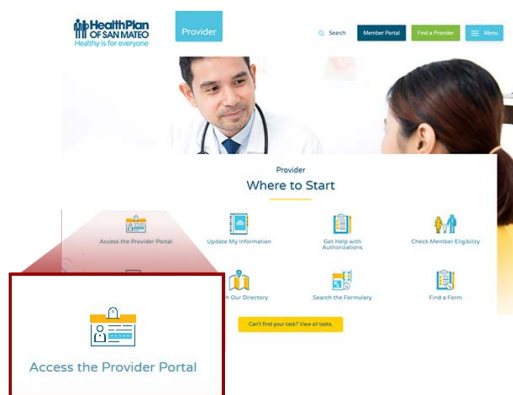 HealthPlan
OF SAN MATEO
Healthy is for everyone
Provider
Search
Member Portal
Find a Provider
Menu
Provider
Where to Start
Access the Provider Portal
Update My Information
Get Help with
Authorizations
Check Member Eligibility
Our Directory
Search the Formulary
Find a Form
Can't find your task? View all tasks.
Access the Provider Portal